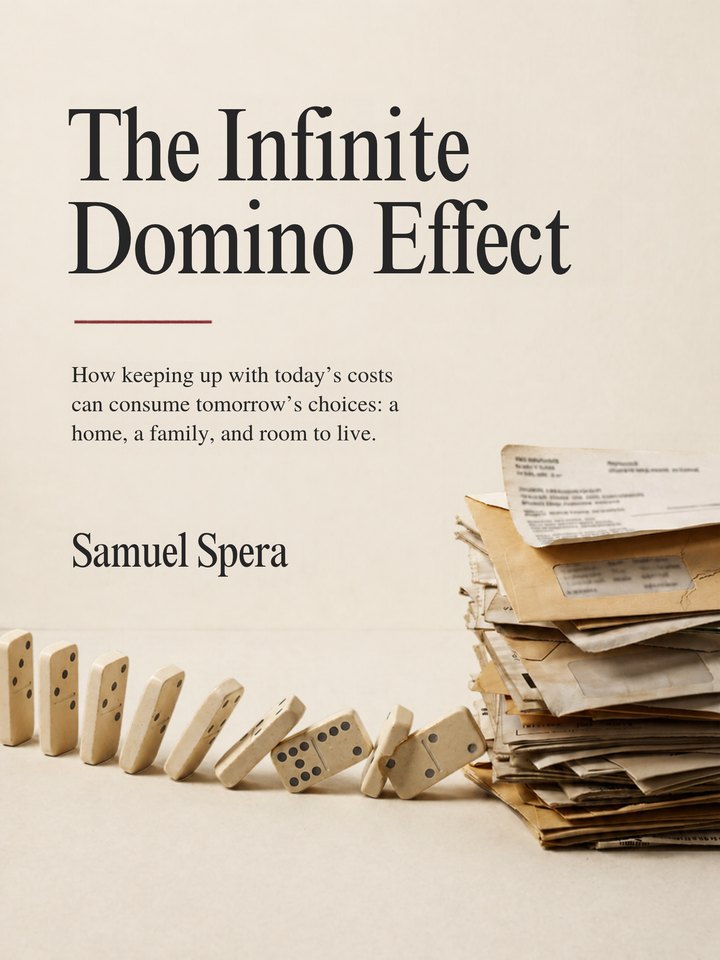 The Infinite
Domino Effect
How keeping up with today’s costs
can consume tomorrow’s choices: a
home, a family, and room to live.
Samuel Spera